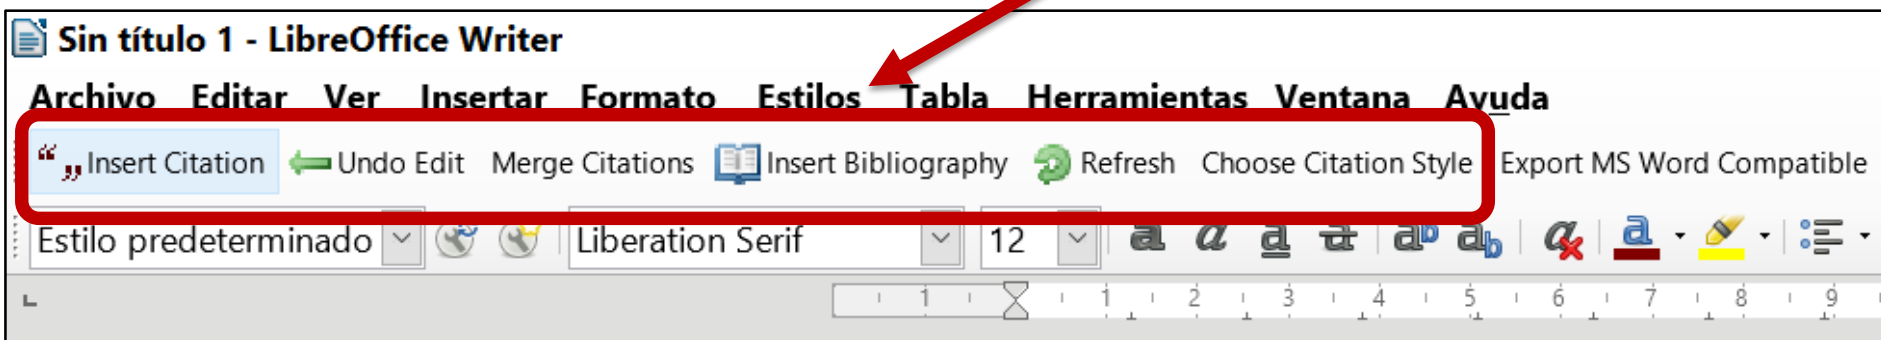 Sin título 1 - LibreOffice Writer
Archivo Editar Ver Insertar Formato Estilos Tabla Herramientas Ventana Ayuda
Insert Citation Undo Edit Merge Citations Insert Bibliography Refresh Choose Citation Style Export MS Word Compatible
Estilo predeterminado Liberation Serif 12 a a a a ab ab a a
1 1 2 3 4 5 6 7 8 9